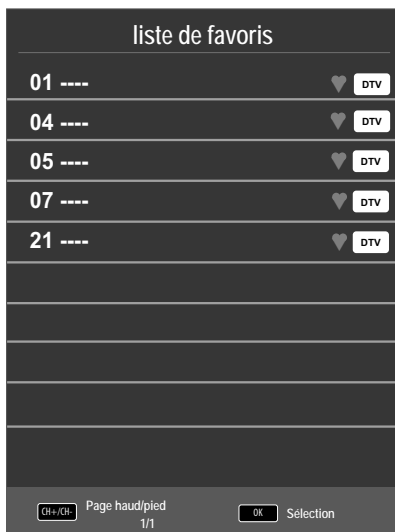 liste de favoris
01 ---- DTV
04 ---- DTV
05 ---- DTV
07 ---- DTV
21 ---- DTV
CH+/CH- Page haud/pied OK Sélection
1/1